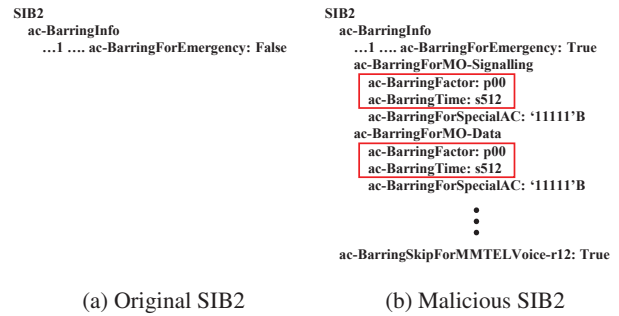 SIB2
ac-BarringInfo
…1 …. ac-BarringForEmergency: False
(a) Original SIB2
SIB2
ac-BarringInfo
…1 …. ac-BarringForEmergency: True
ac-BarringForMO-Signalling
ac-BarringFactor: p00
ac-BarringTime: s512
ac-BarringForSpecialAC: ‘11111’B
ac-BarringForMO-Data
ac-BarringFactor: p00
ac-BarringTime: s512
ac-BarringForSpecialAC: ‘11111’B
ac-BarringSkipForMMTELVoice-r12: True
(b) Malicious SIB2